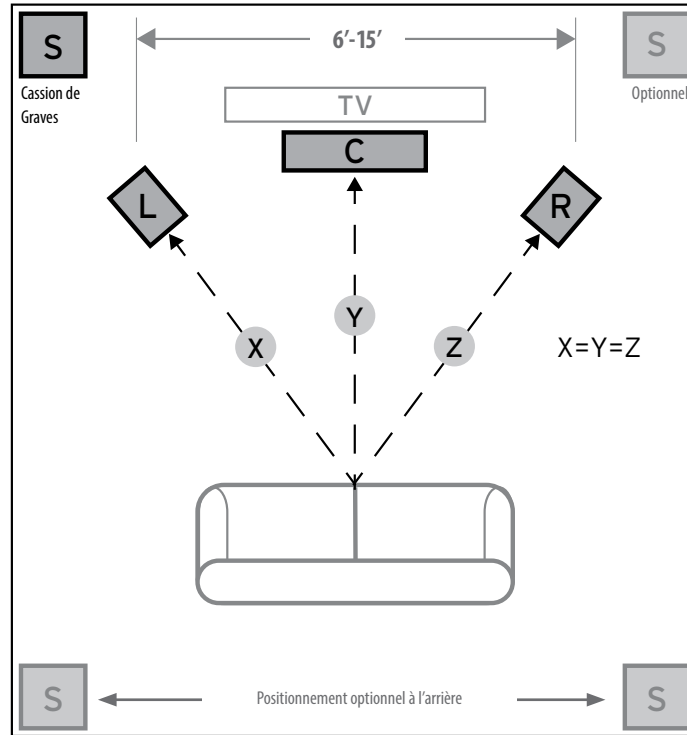 S
6’-15’
S
Cassion de
Graves
Optionnel
TV
C
L
R
Y
X
Z
X=Y=Z
S
Positionnement optionnel à l’arrière
S